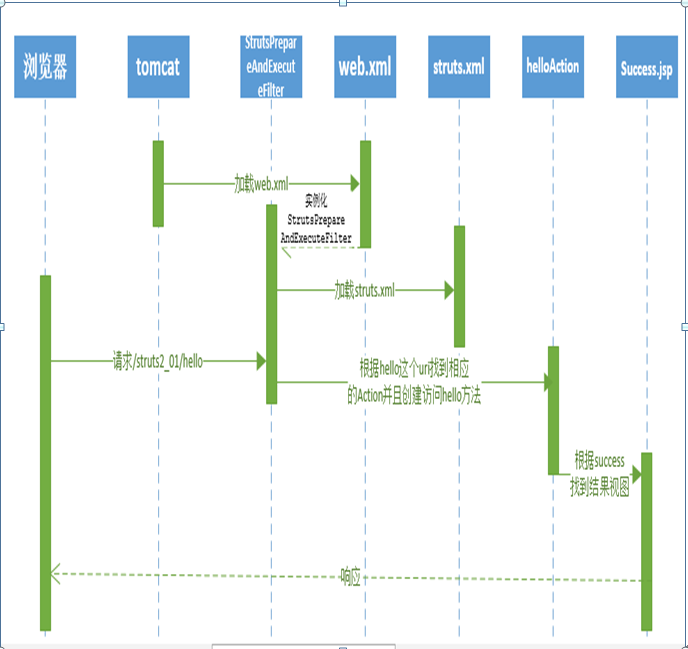 浏览器
tomcat
StrutsPrepar
eAndExecut
eFilter
web.xml
struts.xml
helloAction
Success.jsp
加载web.xml
实例化
StrutsPrepare
AndExecuteFilter
加载struts.xml
请求/struts2_01/hello
根据hello这个url找到相应
的Action并且创建访问hello方法
根据success
找到结果视图
响应